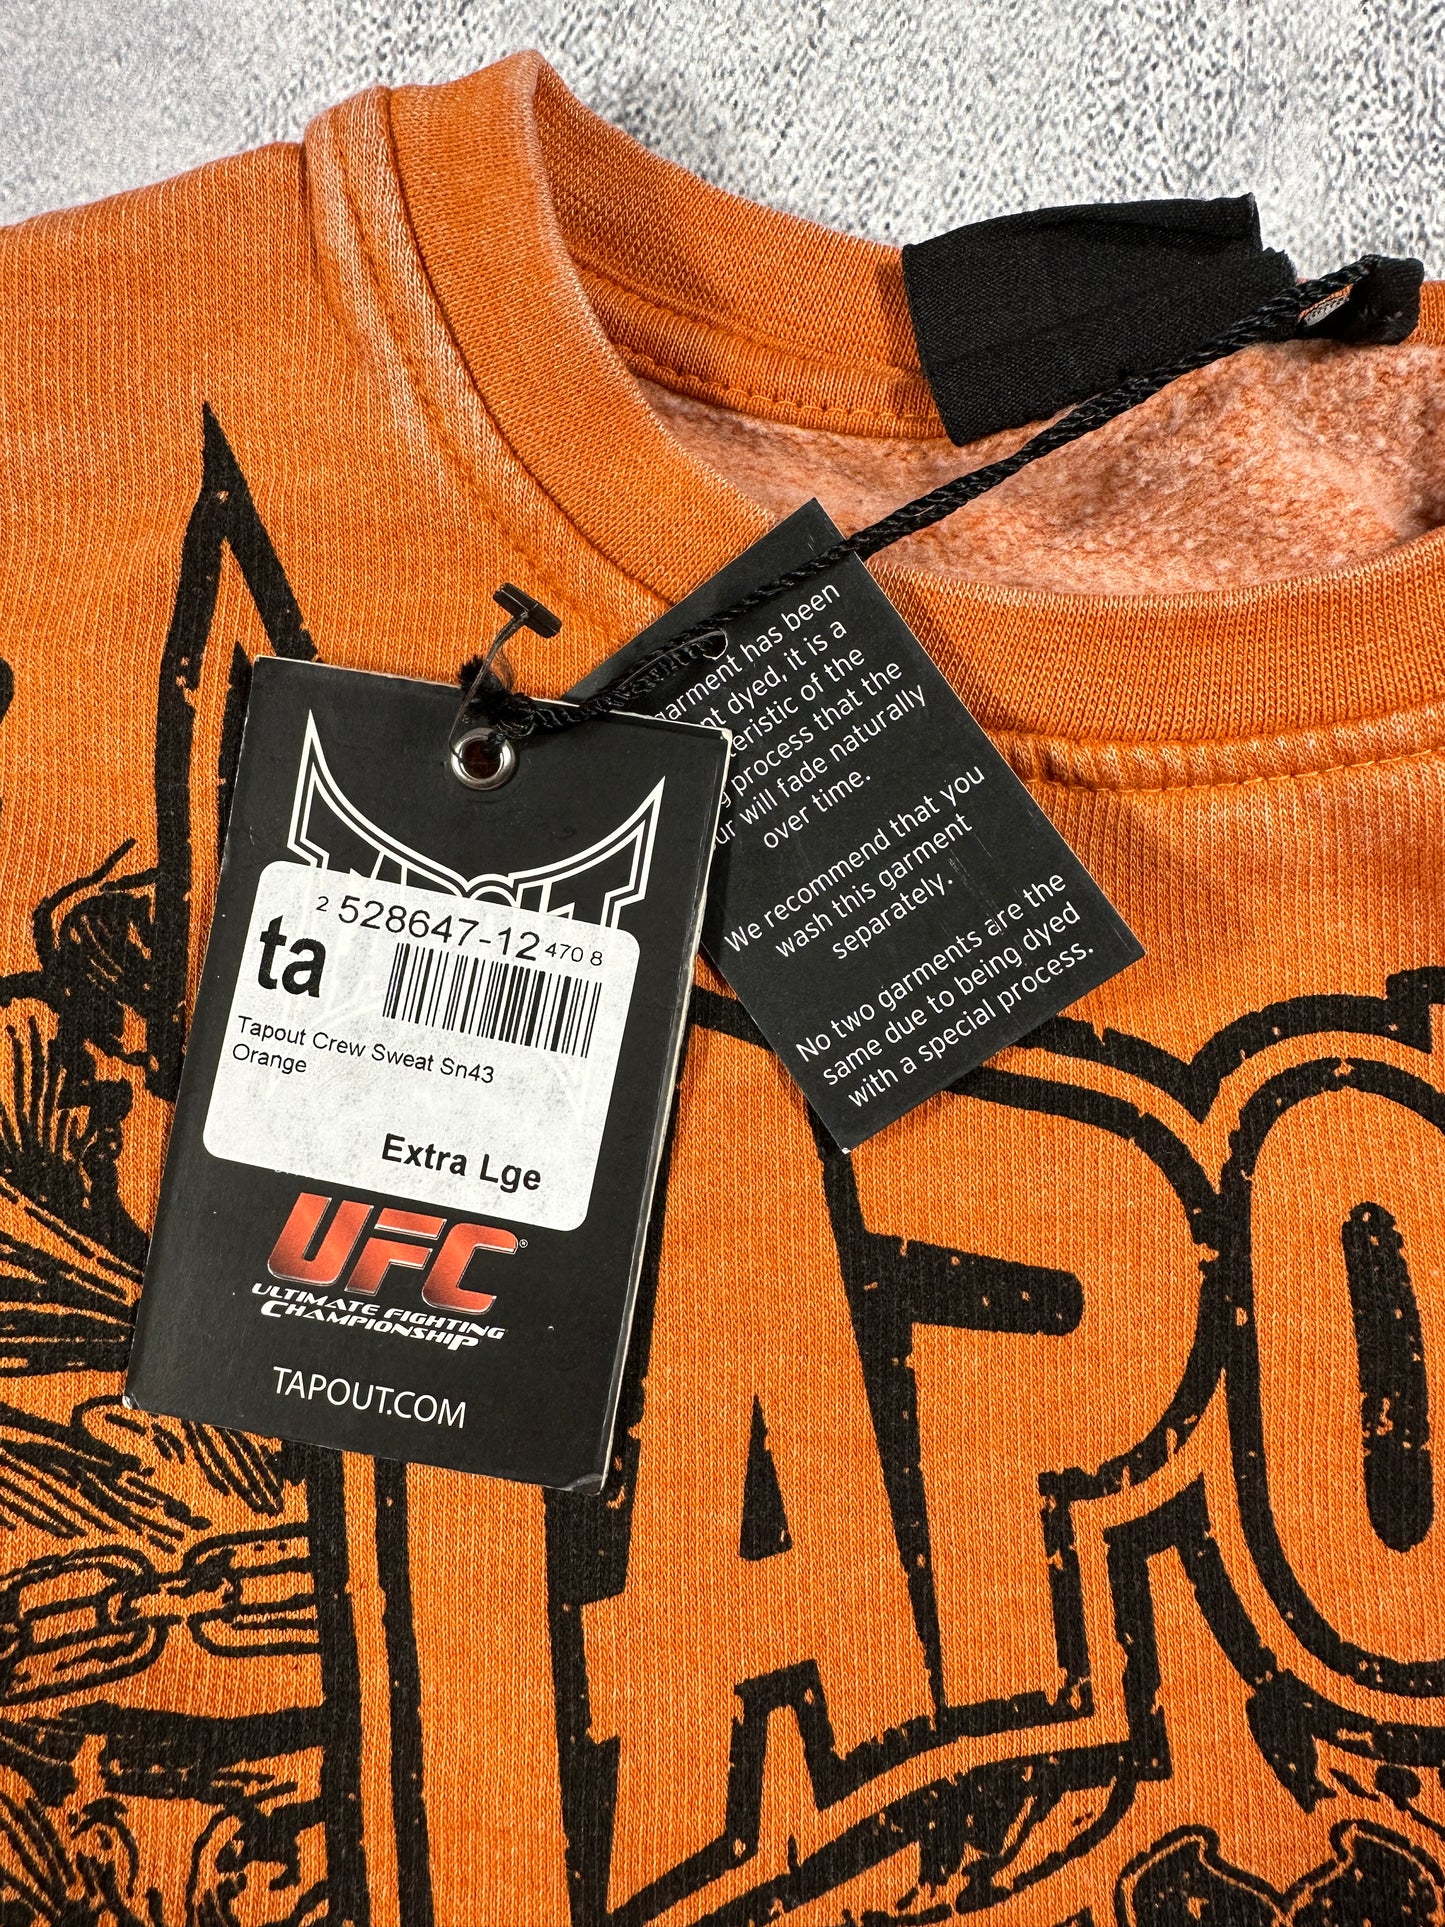 garment has been
dyed, it is a
of the
process that the
will fade naturally
over time.
We recommend that you
wash this garment
separately.
No two garments are the
same due to being dyed
with a special process.
2 528647-12 470 8
ta
Tapout Crew Sweat Sn43
Orange
Extra Lge
UFC®
ULTIMATE FIGHTING
CHAMPIONSHIP
TAPOUT.COM